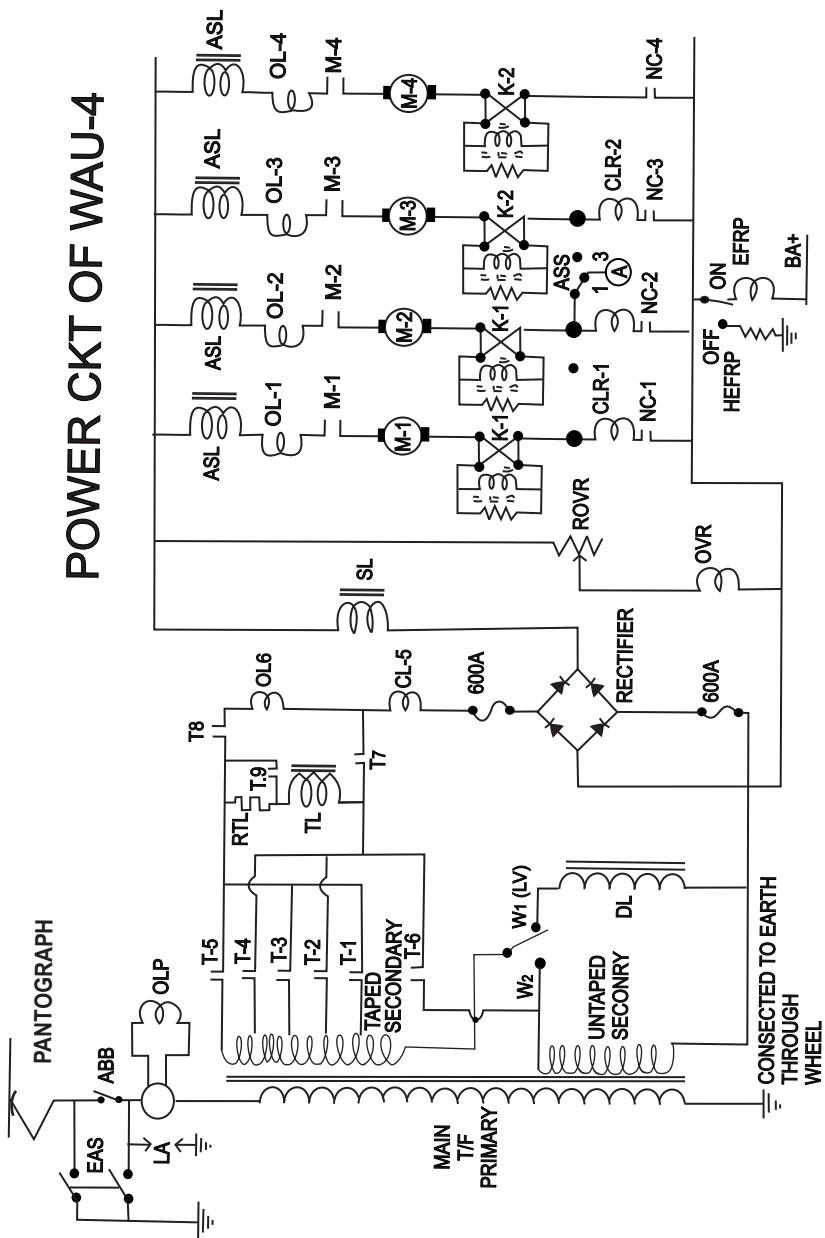 POWER CKT OF WAU-4
PANTOGRAPH
ABB
EAS
LA
OLP
MAIN
T/F
PRIMARY
T-5
T-4
T-3
T-2
T-1
TAPED
SECONDARY
T-6
W2
W1 (LV)
UNTAPED
SECONRY
DL
CONSECTED TO EARTH
THROUGH
WHEEL
RTL
T.9
TL
T8
T7
OL6
CL-5
600A
RECTIFIER
600A
SL
ROVR
OVR
ASL
OL-1
M-1
M-1
K-1
CLR-1
NC-1
ASL
OL-2
M-2
M-2
K-1
NC-2
ASS
1
3
A
ASL
OL-3
M-3
M-3
K-2
CLR-2
NC-3
ASL
OL-4
M-4
M-4
K-2
NC-4
OFF
HEFRP
ON
EFRP
BA+